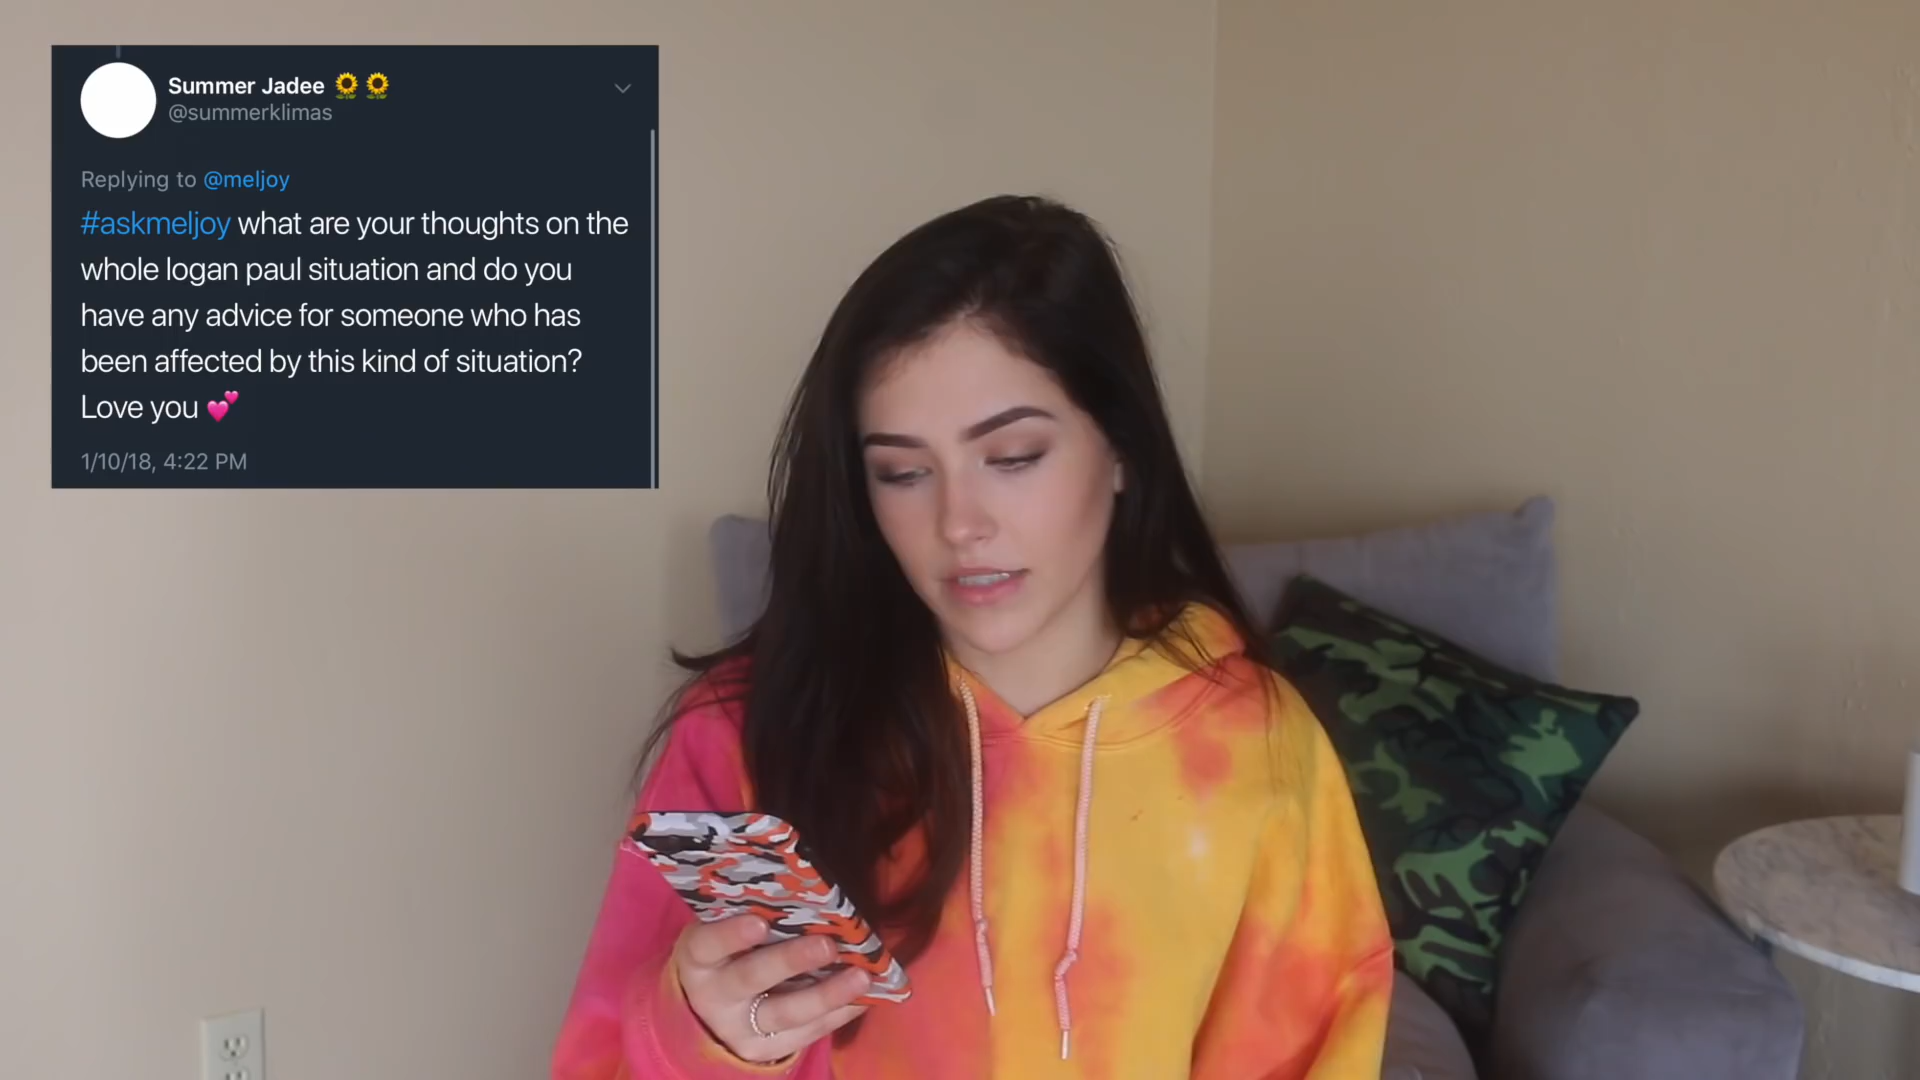 Summer Jadee 🌻🌻
@summerklimas
Replying to @meljoy
#askmeljoy what are your thoughts on the
whole logan paul situation and do you
have any advice for someone who has
been affected by this kind of situation?
Love you 💕
1/10/18, 4:22 PM